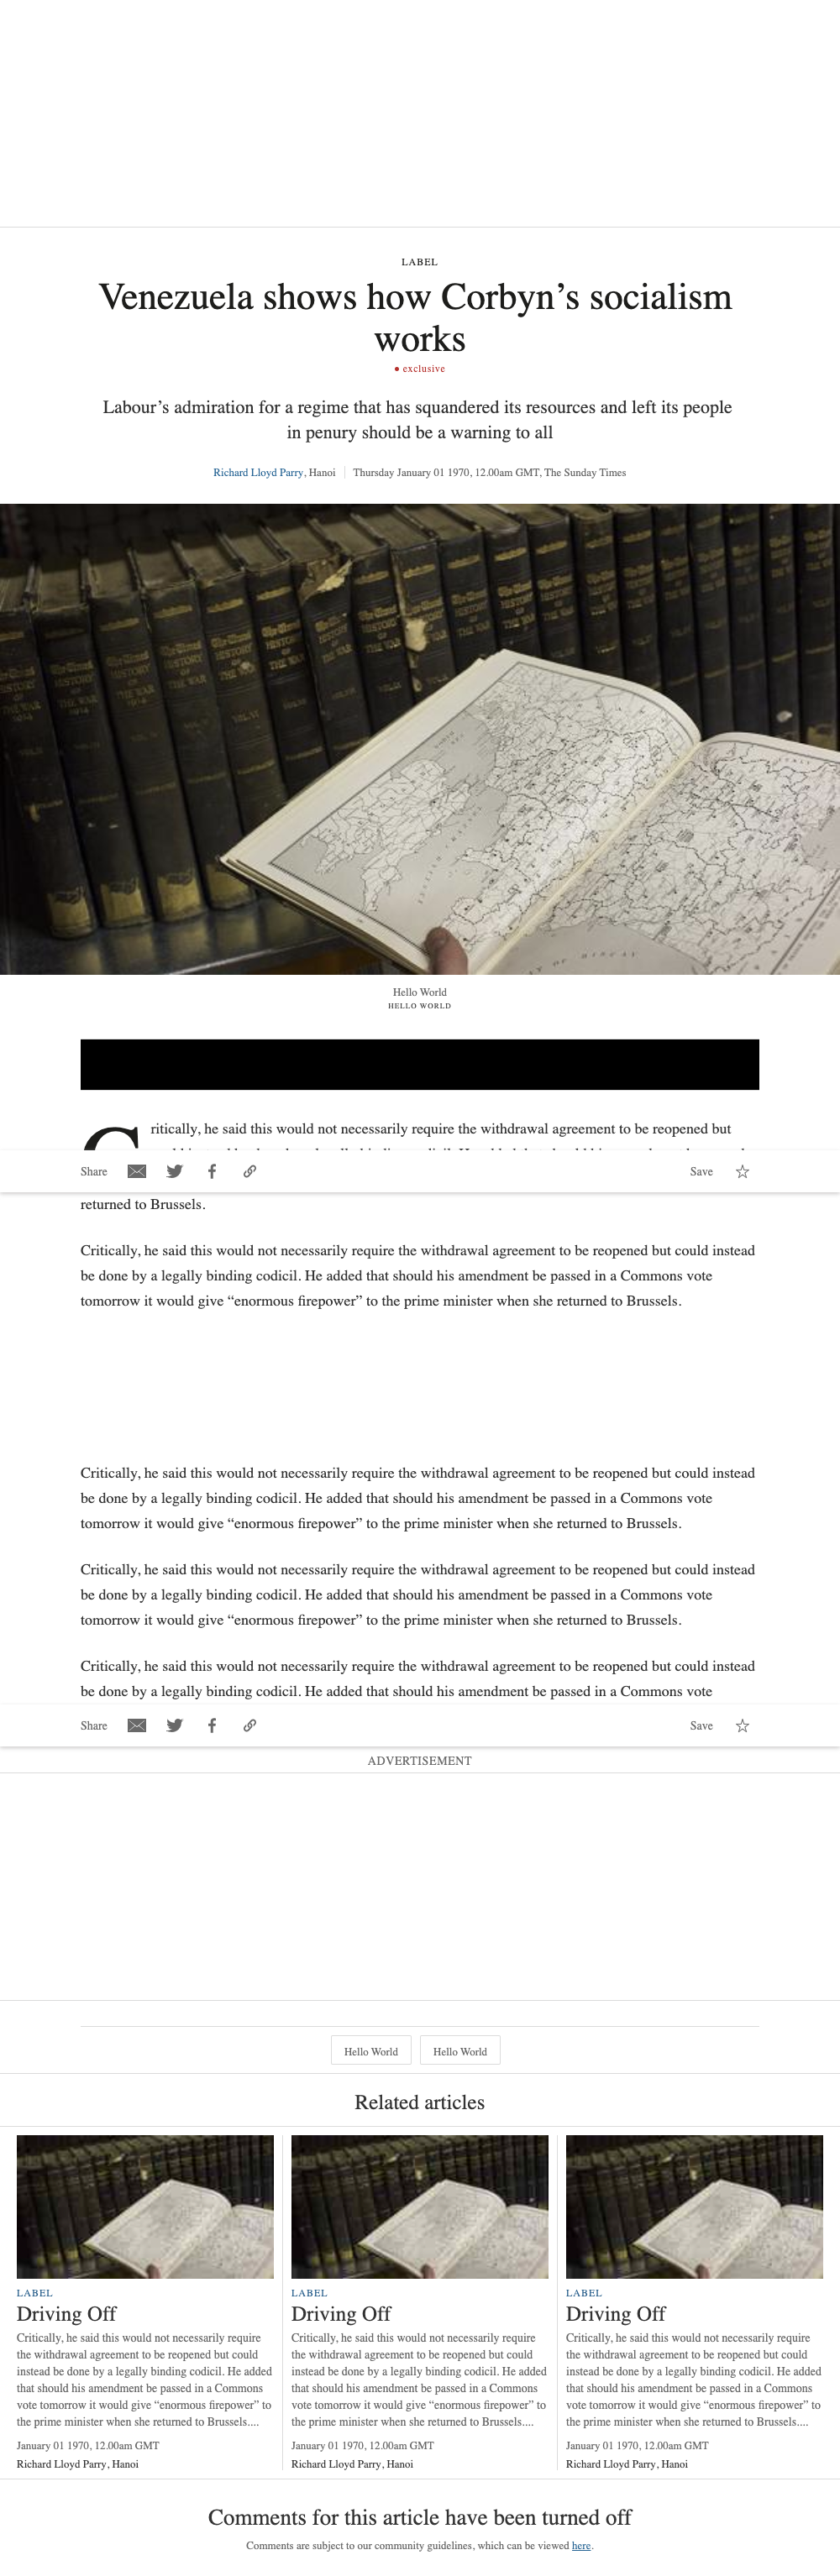 LABEL
Venezuela shows how Corbyn’s socialism
works
exclusive
Labour’s admiration for a regime that has squandered its resources and left its people
in penury should be a warning to all
Richard Lloyd Parry, Hanoi
Thursday January 01 1970, 12.00am GMT, The Sunday Times
Hello World
HELLO WORLD
Critically, he said this would not necessarily require the withdrawal agreement to be reopened but
Share
Save
returned to Brussels.
Critically, he said this would not necessarily require the withdrawal agreement to be reopened but could instead
be done by a legally binding codicil. He added that should his amendment be passed in a Commons vote
tomorrow it would give “enormous firepower” to the prime minister when she returned to Brussels.
Critically, he said this would not necessarily require the withdrawal agreement to be reopened but could instead
be done by a legally binding codicil. He added that should his amendment be passed in a Commons vote
tomorrow it would give “enormous firepower” to the prime minister when she returned to Brussels.
Critically, he said this would not necessarily require the withdrawal agreement to be reopened but could instead
be done by a legally binding codicil. He added that should his amendment be passed in a Commons vote
tomorrow it would give “enormous firepower” to the prime minister when she returned to Brussels.
Critically, he said this would not necessarily require the withdrawal agreement to be reopened but could instead
be done by a legally binding codicil. He added that should his amendment be passed in a Commons vote
Share
Save
ADVERTISEMENT
Hello World
Hello World
Related articles
LABEL
Driving Off
Critically, he said this would not necessarily require
the withdrawal agreement to be reopened but could
instead be done by a legally binding codicil. He added
that should his amendment be passed in a Commons
vote tomorrow it would give “enormous firepower” to
the prime minister when she returned to Brussels....
January 01 1970, 12.00am GMT
Richard Lloyd Parry, Hanoi
LABEL
Driving Off
Critically, he said this would not necessarily require
the withdrawal agreement to be reopened but could
instead be done by a legally binding codicil. He added
that should his amendment be passed in a Commons
vote tomorrow it would give “enormous firepower” to
the prime minister when she returned to Brussels....
January 01 1970, 12.00am GMT
Richard Lloyd Parry, Hanoi
LABEL
Driving Off
Critically, he said this would not necessarily require
the withdrawal agreement to be reopened but could
instead be done by a legally binding codicil. He added
that should his amendment be passed in a Commons
vote tomorrow it would give “enormous firepower” to
the prime minister when she returned to Brussels....
January 01 1970, 12.00am GMT
Richard Lloyd Parry, Hanoi
Comments for this article have been turned off
Comments are subject to our community guidelines, which can be viewed here.